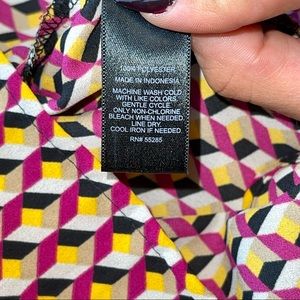 100% POLYESTER
MADE IN INDONESIA
MACHINE WASH COLD
WITH LIKE COLORS.
GENTLE CYCLE.
ONLY NON-CHLORINE
BLEACH WHEN NEEDED.
LINE DRY.
COOL IRON IF NEEDED.
RN# 55285